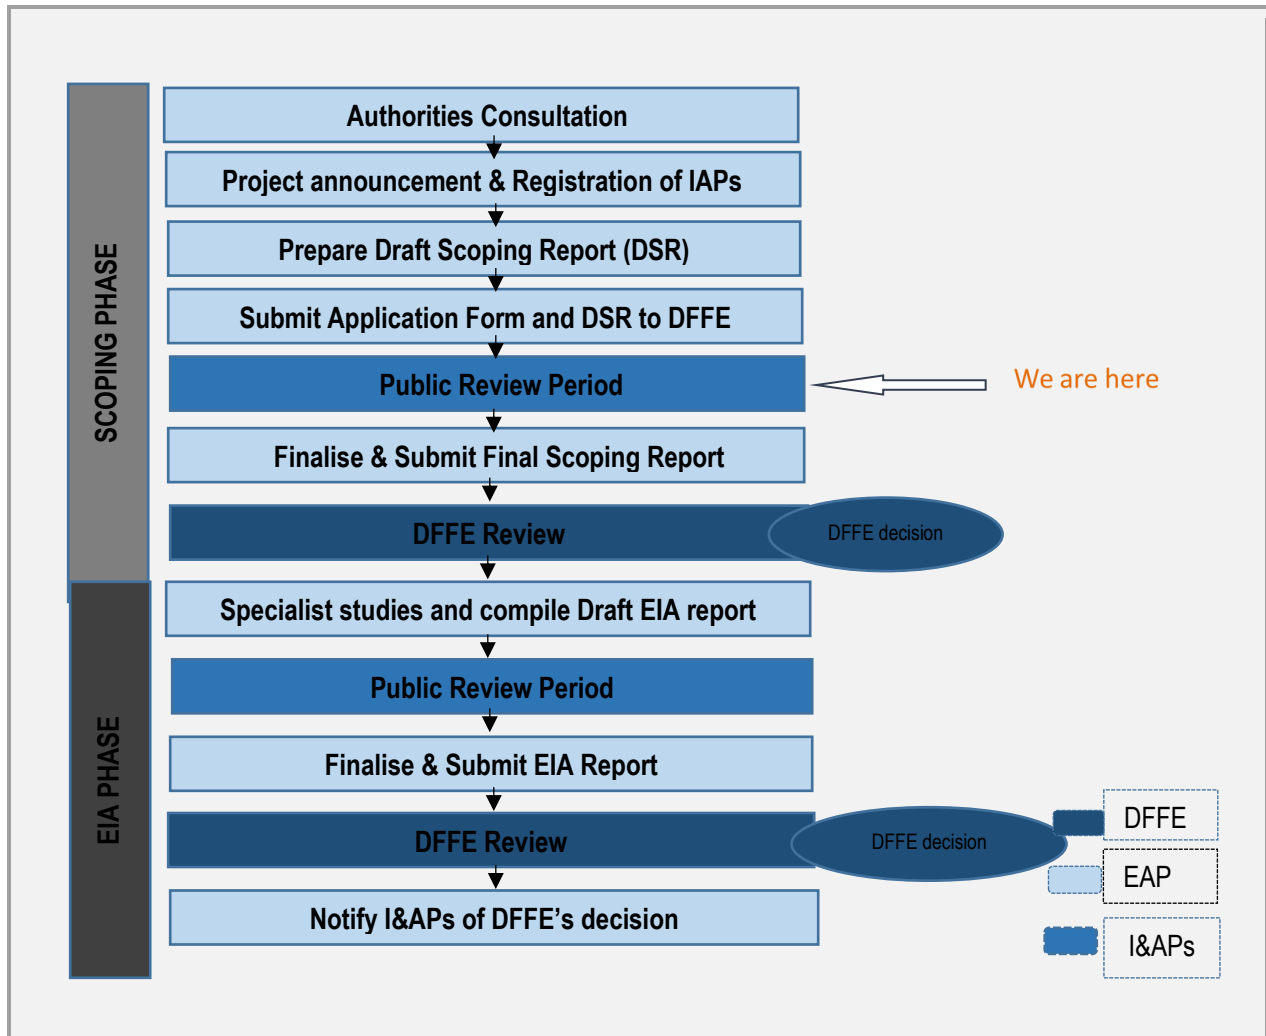 SCOPING PHASE
Authorities Consultation
Project announcement & Registration of IAPs
Prepare Draft Scoping Report (DSR)
Submit Application Form and DSR to DFFE
Public Review Period
We are here
Finalise & Submit Final Scoping Report
DFFE Review
DFFE decision
EIA PHASE
Specialist studies and compile Draft EIA report
Public Review Period
Finalise & Submit EIA Report
DFFE Review
DFFE decision
Notify I&APs of DFFE’s decision
DFFE
EAP
I&APs